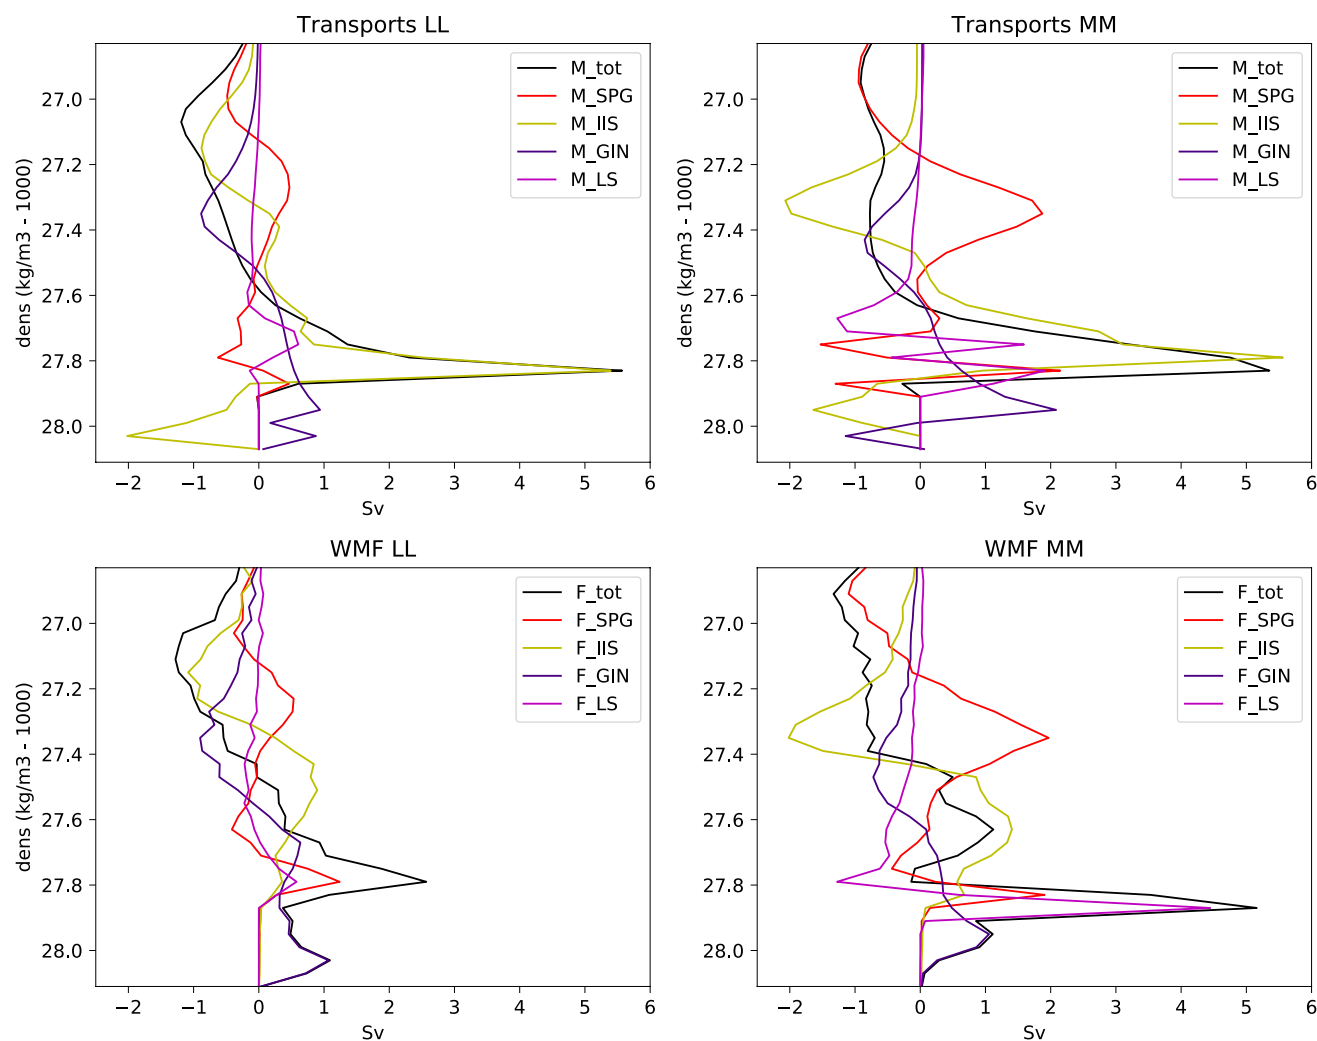 Transports LL
M_tot
M_SPG
M_IIS
M_GIN
M_LS
27.0
27.2
27.4
27.6
27.8
28.0
dens (kg/m3 - 1000)
−2 −1 0 1 2 3 4 5 6
Sv
Transports MM
M_tot
M_SPG
M_IIS
M_GIN
M_LS
27.0
27.2
27.4
27.6
27.8
28.0
dens (kg/m3 - 1000)
−2 −1 0 1 2 3 4 5 6
Sv
WMF LL
F_tot
F_SPG
F_IIS
F_GIN
F_LS
27.0
27.2
27.4
27.6
27.8
28.0
dens (kg/m3 - 1000)
−2 −1 0 1 2 3 4 5 6
Sv
WMF MM
F_tot
F_SPG
F_IIS
F_GIN
F_LS
27.0
27.2
27.4
27.6
27.8
28.0
dens (kg/m3 - 1000)
−2 −1 0 1 2 3 4 5 6
Sv